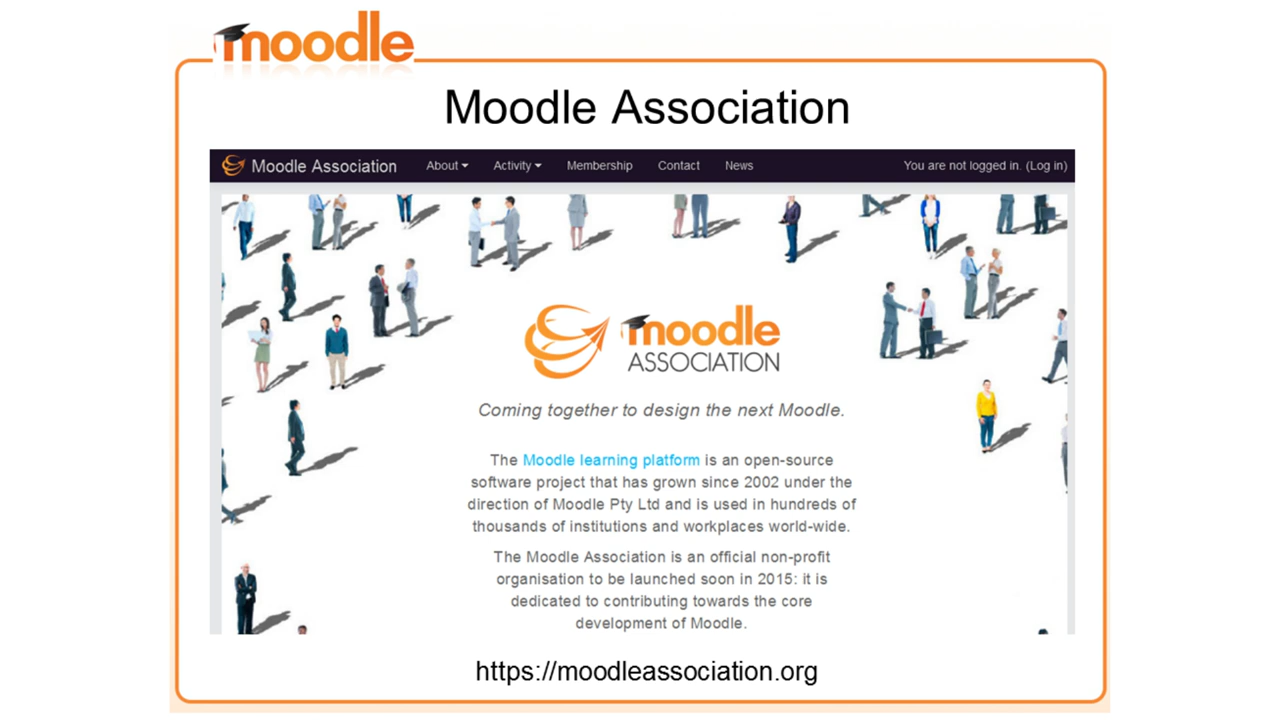 moodle
Moodle Association
Moodle Association About Activity Membership Contact News You are not logged in. (Log in)
moodle
ASSOCIATION
Coming together to design the next Moodle.
The Moodle learning platform is an open-source
software project that has grown since 2002 under the
direction of Moodle Pty Ltd and is used in hundreds of
thousands of institutions and workplaces world-wide.
The Moodle Association is an official non-profit
organisation to be launched soon in 2015: it is
dedicated to contributing towards the core
development of Moodle.
https://moodleassociation.org